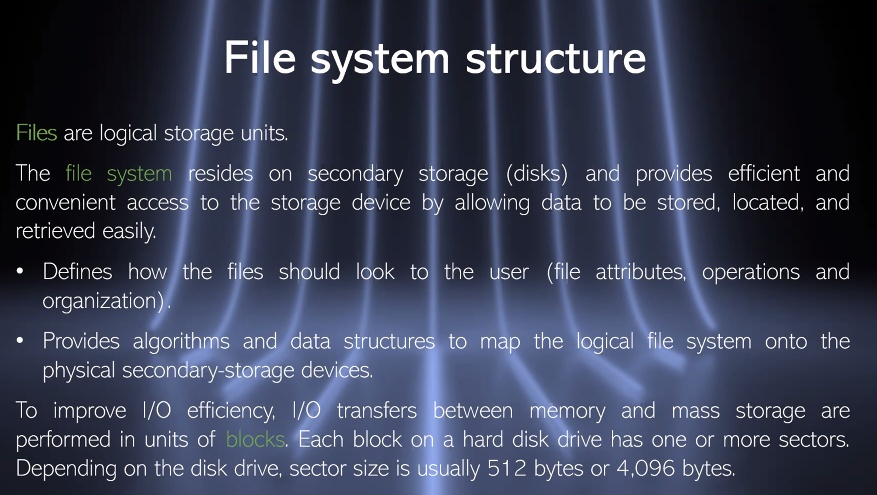 File system structure
Files are logical storage units.
The file system resides on secondary storage (disks) and provides efficient and
convenient access to the storage device by allowing data to be stored, located, and
retrieved easily.
• Defines how the files should look to the user (file attributes, operations and
organization).
• Provides algorithms and data structures to map the logical file system onto the
physical secondary-storage devices.
To improve I/O efficiency, I/O transfers between memory and mass storage are
performed in units of blocks. Each block on a hard disk drive has one or more sectors.
Depending on the disk drive, sector size is usually 512 bytes or 4,096 bytes.